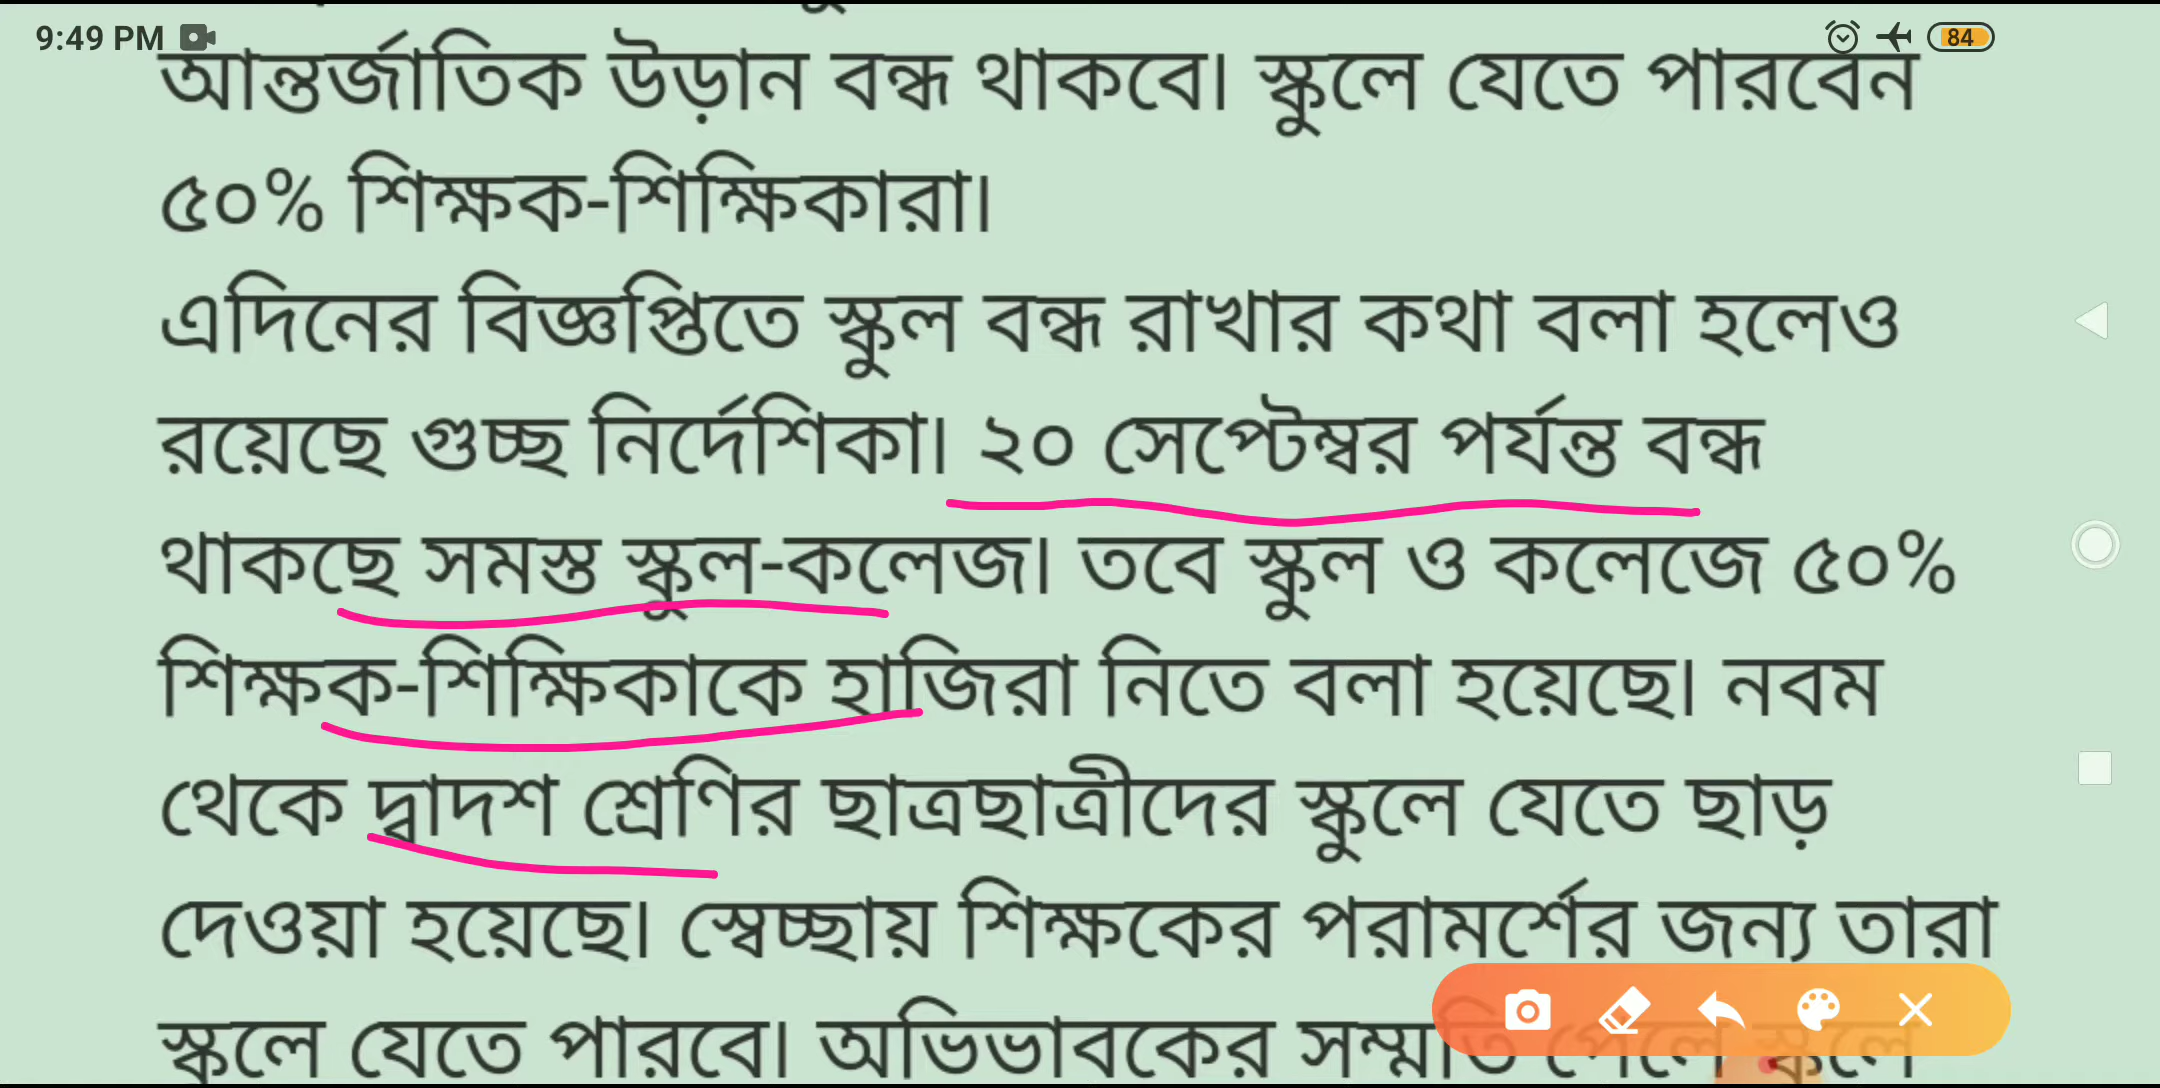 9:49 PM 84
আন্তর্জাতিক উড়ান বন্ধ থাকবে। স্কুলে যেতে পারবেন
৫০% শিক্ষক-শিক্ষিকারা।
এদিনের বিজ্ঞপ্তিতে স্কুল বন্ধ রাখার কথা বলা হলেও
রয়েছে গুচ্ছ নির্দেশিকা। ২০ সেপ্টেম্বর পর্যন্ত বন্ধ
থাকছে সমস্ত স্কুল-কলেজ। তবে স্কুল ও কলেজে ৫০%
শিক্ষক-শিক্ষিকাকে হাজিরা নিতে বলা হয়েছে। নবম
থেকে দ্বাদশ শ্রেণির ছাত্রছাত্রীদের স্কুলে যেতে ছাড়
দেওয়া হয়েছে। স্বেচ্ছায় শিক্ষকের পরামর্শের জন্য তারা
স্কুলে যেতে পারবে। অভিভাবকের সম্মতি পেলে স্কুলে